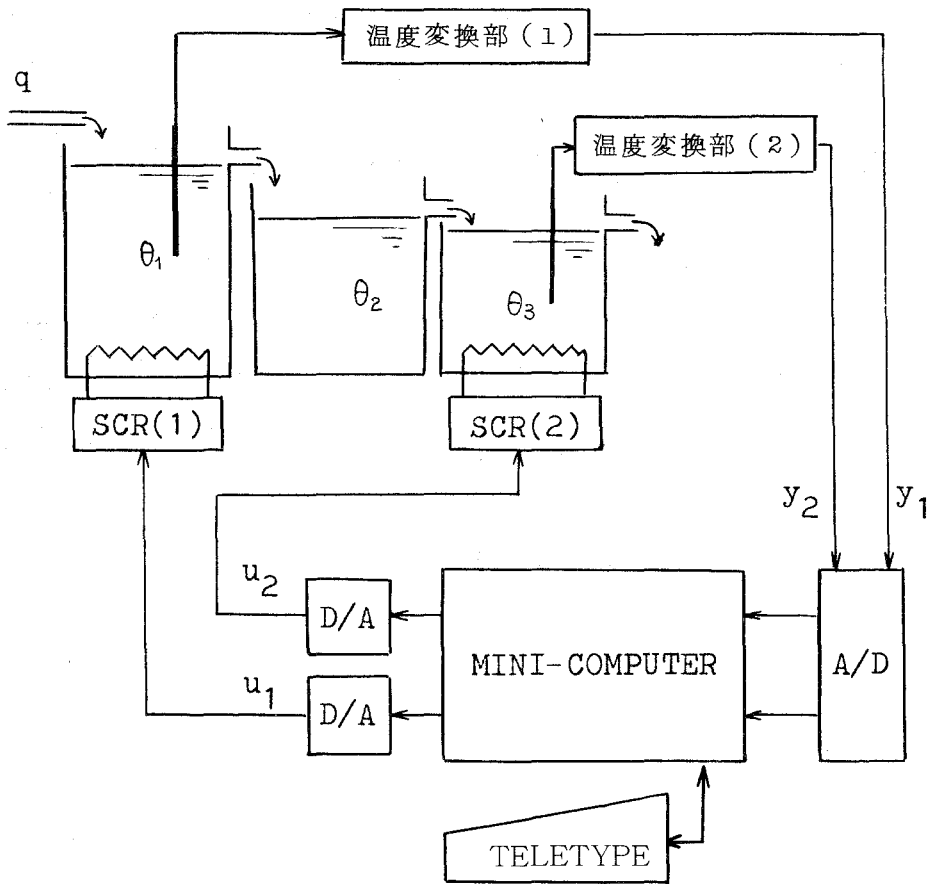 温度変換部(1)
q
温度変換部(2)
θ1
θ2
θ3
SCR(1)
SCR(2)
y2
y1
u2
D/A
MINI-COMPUTER
A/D
u1
D/A
TELETYPE